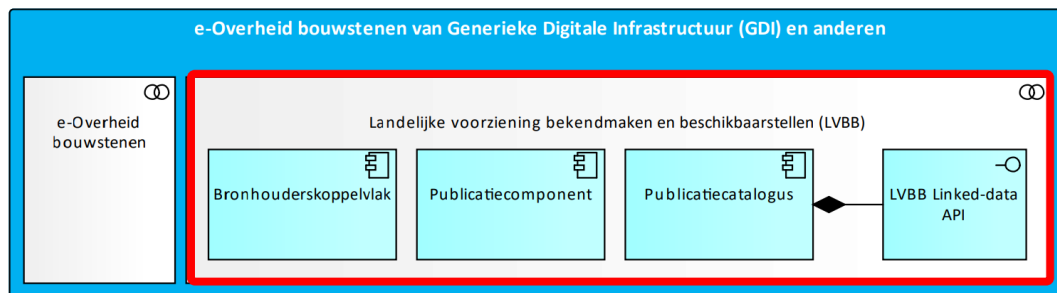 e-Overheid bouwstenen van Generieke Digitale Infrastructuur (GDI) en anderen
e-Overheid
bouwstenen
Landelijke voorziening bekendmaken en beschikbaarstellen (LVBB)
Bronhouderskoppelvlak
Publicatiecomponent
Publicatiecatalogus
LVBB Linked-data
API